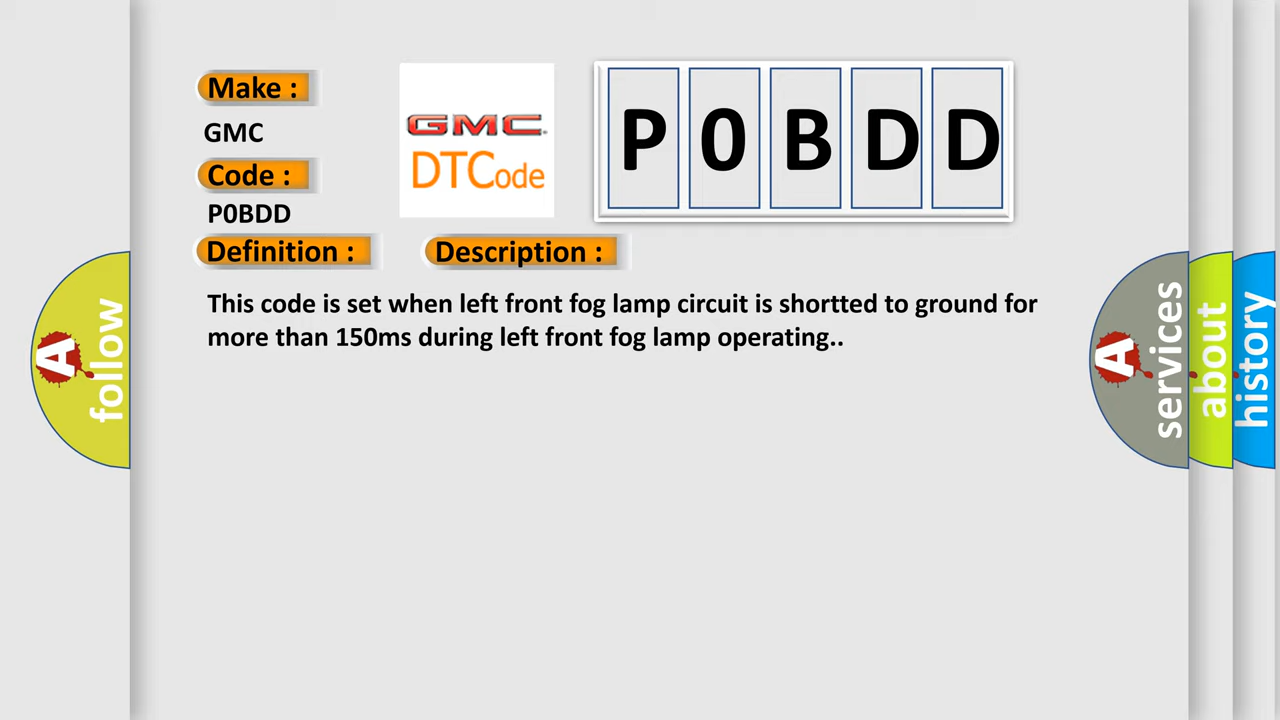 Make :
GMC
Code :
P0BDD
Definition :
Description :
This code is set when left front fog lamp circuit is shortted to ground for
more than 150ms during left front fog lamp operating..
GMC
DTCode
P0BDD
A follow
A services
about
history